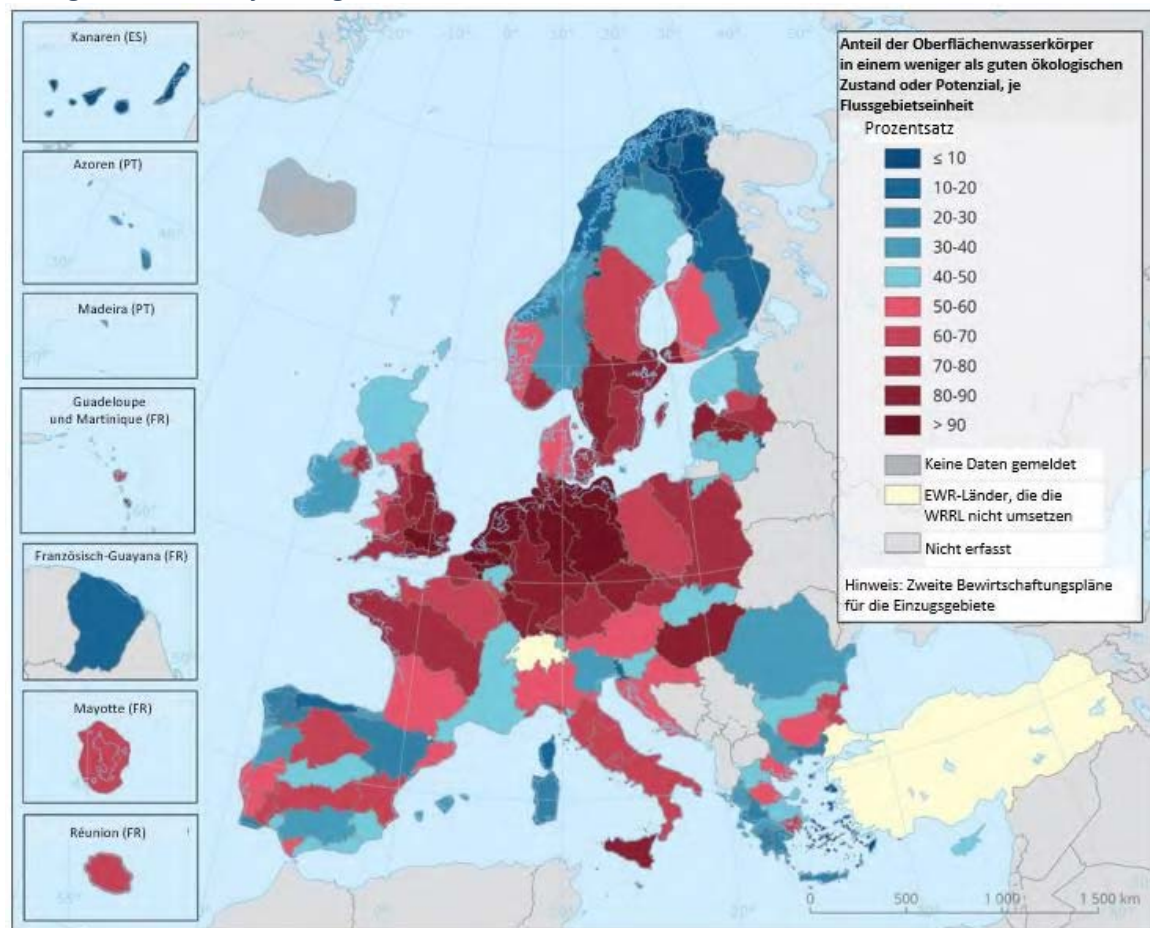 Kanaren (ES)
Azoren (PT)
Madeira (PT)
Guadeloupe
und Martinique (FR)
Französisch-Guayana (FR)
Mayotte (FR)
Réunion (FR)
Anteil der Oberflächenwasserkörper
in einem weniger als guten ökologischen
Zustand oder Potenzial, je
Flussgebietseinheit
Prozentsatz
≤ 10
10-20
20-30
30-40
40-50
50-60
60-70
70-80
80-90
> 90
Keine Daten gemeldet
EWR-Länder, die die
WRRL nicht umsetzen
Nicht erfasst
Hinweis: Zweite Bewirtschaftungspläne
für die Einzugsgebiete
0 500 1 000 1 500 km